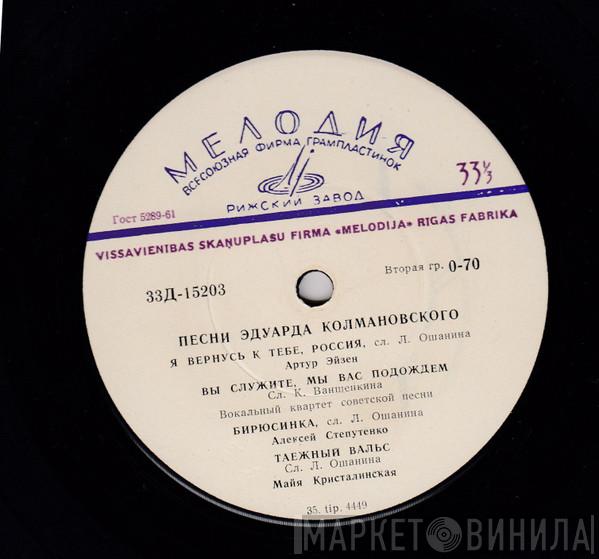 МЕЛОДИЯ
ВСЕСОЮЗНАЯ ФИРМА ГРАМПЛАСТИНОК
РИЖСКИЙ ЗАВОД
Гост 5289-61
33⅓
VISSAVIENĪBAS SKAŅUPLAŠU FIRMA «MELODIJA» RĪGAS FABRIKA
33Д-15203
Вторая гр. 0-70
ПЕСНИ ЭДУАРДА КОЛМАНОВСКОГО
Я ВЕРНУСЬ К ТЕБЕ, РОССИЯ, сл. Л. Ошанина
Артур Эйзен
ВЫ СЛУЖИТЕ, МЫ ВАС ПОДОЖДЕМ
Сл. К. Ваншенкина
Вокальный квартет советской песни
БИРЮСИНКА, сл. Л. Ошанина
Алексей Степутенко
ТАЕЖНЫЙ ВАЛЬС
Сл. Л. Ошанина
Майя Кристалинская
35. tip. 4449
МАРКЕТ ВИНИЛА